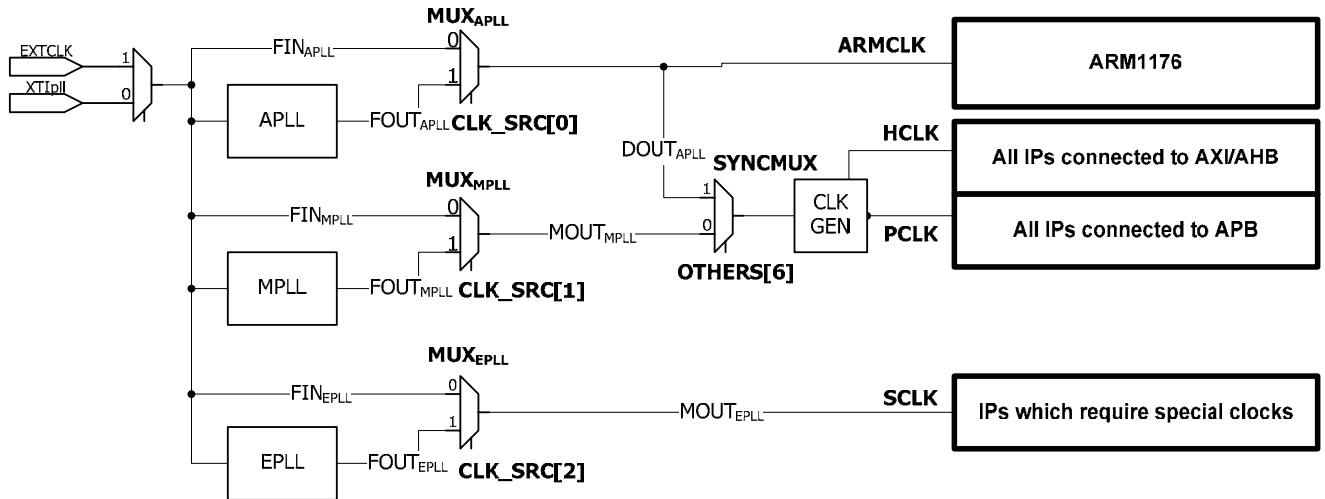 EXTCLK
XTIpll
1
0
FINAPLL
APLL
FOUTAPLL
MUXAPLL
0
1
CLK_SRC[0]
ARMCLK
ARM1176
DOUTAPLL
SYNCMUX
1
0
OTHERS[6]
CLK
GEN
HCLK
All IPs connected to AXI/AHB
PCLK
All IPs connected to APB
FINMPLL
MPLL
FOUTMPLL
MUXMPLL
0
1
CLK_SRC[1]
MOUTMPLL
FINEPLL
EPLL
FOUTEPLL
MUXEPLL
0
1
CLK_SRC[2]
MOUTEPLL
SCLK
IPs which require special clocks